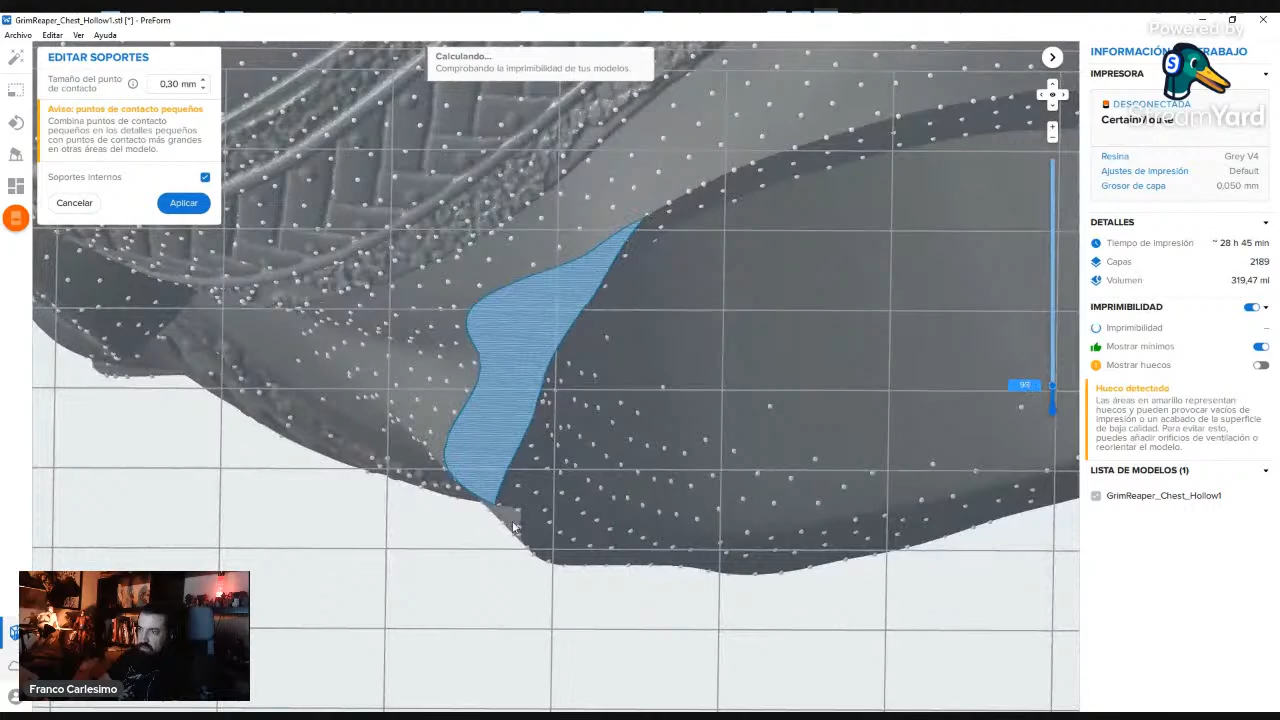 GrimReaper_Chest_Hollow1.stl [*] - PreForm
Archivo Editar Ver Ayuda
EDITAR SOPORTES
Tamaño del punto de contacto
0,30 mm
Aviso: puntos de contacto pequeños
Combina puntos de contacto
pequeños en los detalles pequeños
con puntos de contacto más grandes
en otras áreas del modelo.
Soportes internos
Cancelar Aplicar
Calculando...
Comprobando la imprimibilidad de tus modelos.
Powered by
StreamYard
INFORMACIÓN TRABAJO
IMPRESORA
DESCONECTADA
Resina Grey V4
Ajustes de impresión Default
Grosor de capa 0,050 mm
DETALLES
Tiempo de impresión ~ 28 h 45 min
Capas 2189
Volumen 319,47 ml
IMPRIMIBILIDAD
Imprimibilidad --
Mostrar mínimos
Mostrar huecos
Hueco detectado
Las áreas en amarillo representan
huecos y pueden provocar vacíos de
impresión o un acabado de la superficie
de baja calidad. Para evitar esto,
puedes añadir orificios de ventilación o
reorientar el modelo.
LISTA DE MODELOS (1)
GrimReaper_Chest_Hollow1
Franco Carlesimo